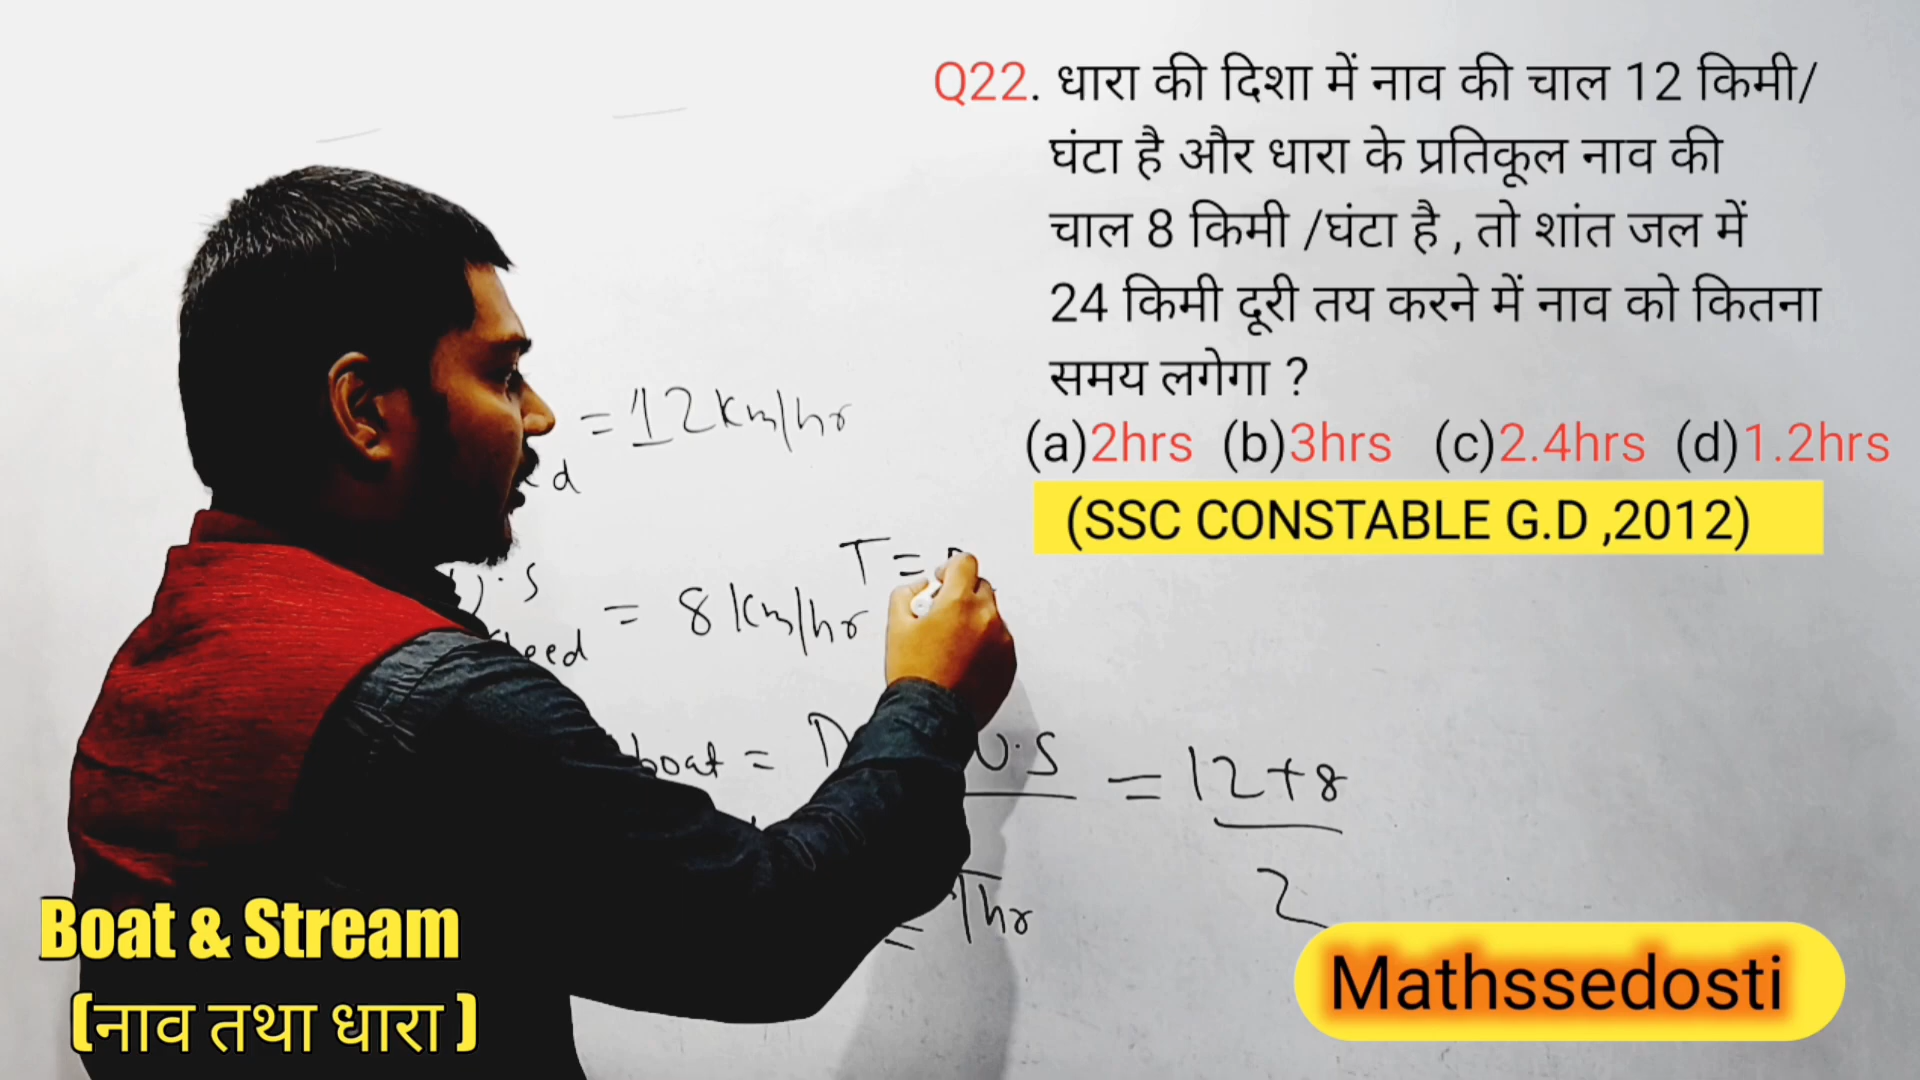 Q22. धारा की दिशा में नाव की चाल 12 किमी/
घंटा है और धारा के प्रतिकूल नाव की
चाल 8 किमी /घंटा है , तो शांत जल में
24 किमी दूरी तय करने में नाव को कितना
समय लगेगा ?
(a)2hrs (b)3hrs (c)2.4hrs (d)1.2hrs
(SSC CONSTABLE G.D ,2012)
= 12 km/hr
T =
= 8 km/hr
boat = D U.S = 12+8
2
= hr
Boat & Stream
(नाव तथा धारा )
Mathssedosti